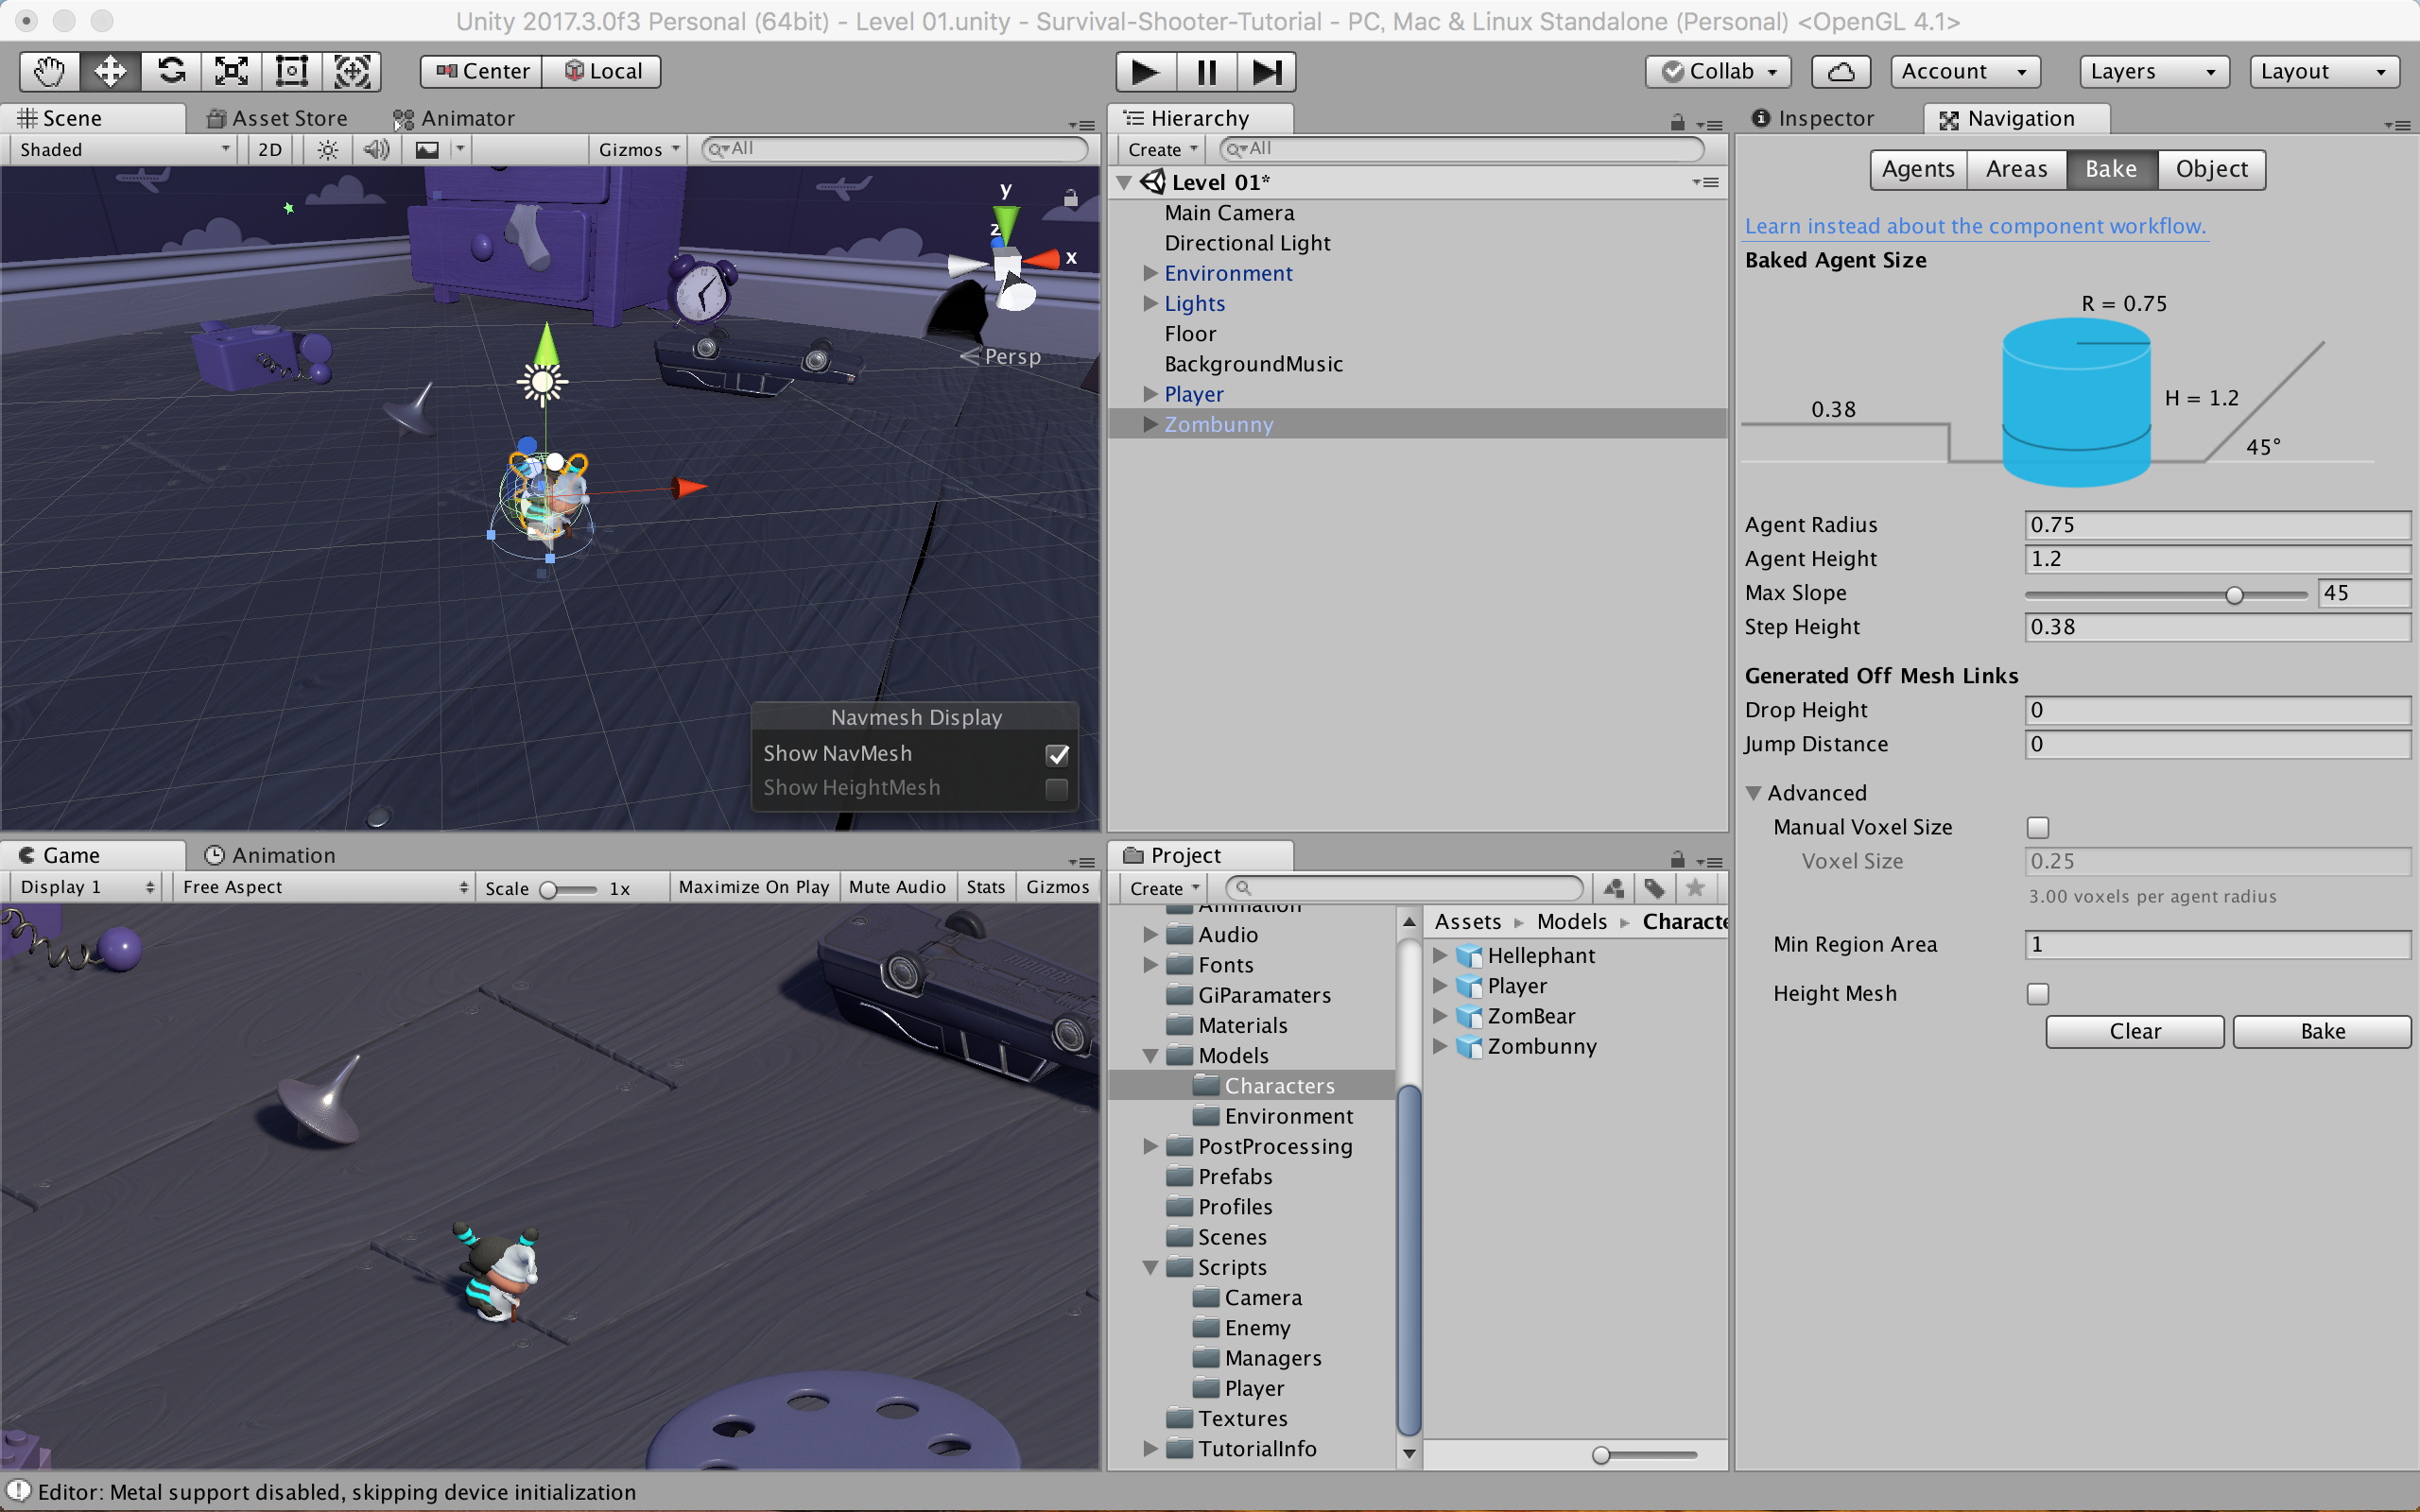 Unity 2017.3.0f3 Personal (64bit) - Level 01.unity - Survival-Shooter-Tutorial - PC, Mac & Linux Standalone (Personal) <OpenGL 4.1>
Center Local
Collab Account Layers Layout
Scene Asset Store Animator
Shaded 2D Gizmos All
y
z
x
Persp
Navmesh Display
Show NavMesh
Show HeightMesh
Hierarchy
Create All
Level 01*
Main Camera
Directional Light
Environment
Lights
Floor
BackgroundMusic
Player
Zombunny
Inspector Navigation
Agents Areas Bake Object
Learn instead about the component workflow.
Baked Agent Size
R = 0.75
0.38
H = 1.2
45°
Agent Radius 0.75
Agent Height 1.2
Max Slope 45
Step Height 0.38
Generated Off Mesh Links
Drop Height 0
Jump Distance 0
Advanced
Manual Voxel Size
Voxel Size 0.25
3.00 voxels per agent radius
Min Region Area 1
Height Mesh
Clear Bake
Game Animation
Display 1 Free Aspect Scale 1x Maximize On Play Mute Audio Stats Gizmos
Project
Create
Animation
Audio
Fonts
GiParamaters
Materials
Models
Characters
Environment
PostProcessing
Prefabs
Profiles
Scenes
Scripts
Camera
Enemy
Managers
Player
Textures
TutorialInfo
Assets Models Characte
Hellephant
Player
ZomBear
Zombunny
Editor: Metal support disabled, skipping device initialization